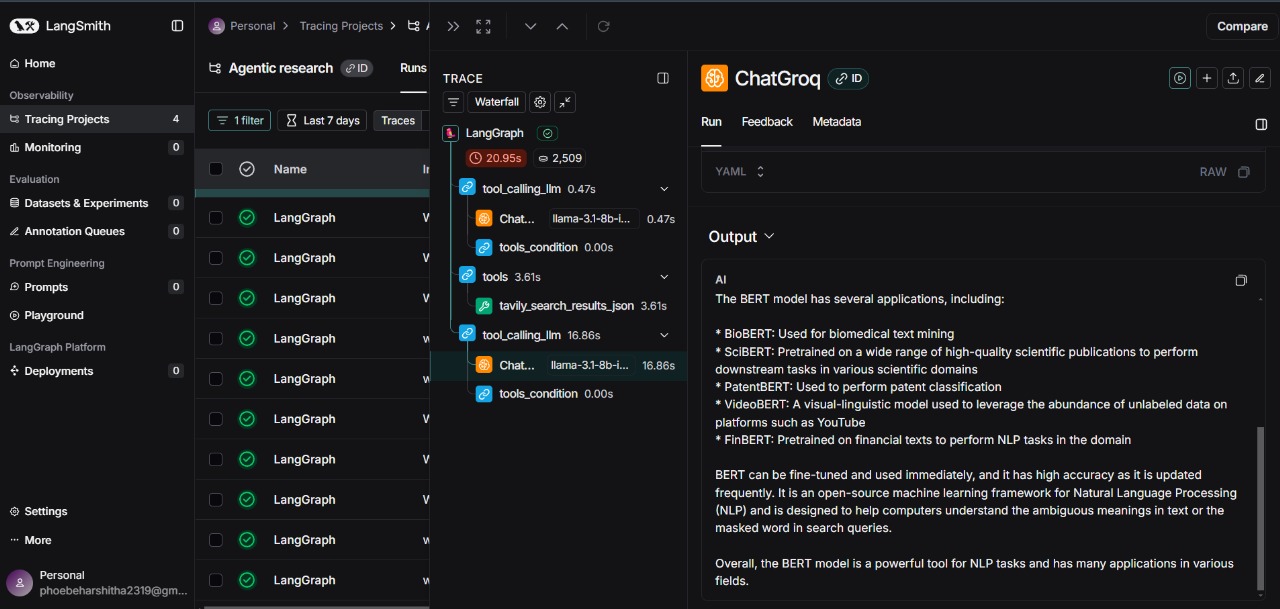 LangSmith
Home
Observability
Tracing Projects 4
Monitoring 0
Evaluation
Datasets & Experiments 0
Annotation Queues 0
Prompt Engineering
Prompts 0
Playground
LangGraph Platform
Deployments 0
Settings
More
Personal
phoebeharshitha2319@gm...
Personal > Tracing Projects >
Agentic research ID Runs
1 filter Last 7 days Traces
Name
LangGraph
LangGraph
LangGraph
LangGraph
LangGraph
LangGraph
LangGraph
LangGraph
LangGraph
LangGraph
TRACE
Waterfall
LangGraph
20.95s 2,509
tool_calling_llm 0.47s
Chat... llama-3.1-8b-i... 0.47s
tools_condition 0.00s
tools 3.61s
tavily_search_results_json 3.61s
tool_calling_llm 16.86s
Chat... llama-3.1-8b-i... 16.86s
tools_condition 0.00s
Compare
ChatGroq ID
Run Feedback Metadata
YAML RAW
Output
AI
The BERT model has several applications, including:
* BioBERT: Used for biomedical text mining
* SciBERT: Pretrained on a wide range of high-quality scientific publications to perform
downstream tasks in various scientific domains
* PatentBERT: Used to perform patent classification
* VideoBERT: A visual-linguistic model used to leverage the abundance of unlabeled data on
platforms such as YouTube
* FinBERT: Pretrained on financial texts to perform NLP tasks in the domain
BERT can be fine-tuned and used immediately, and it has high accuracy as it is updated
frequently. It is an open-source machine learning framework for Natural Language Processing
(NLP) and is designed to help computers understand the ambiguous meanings in text or the
masked word in search queries.
Overall, the BERT model is a powerful tool for NLP tasks and has many applications in various
fields.